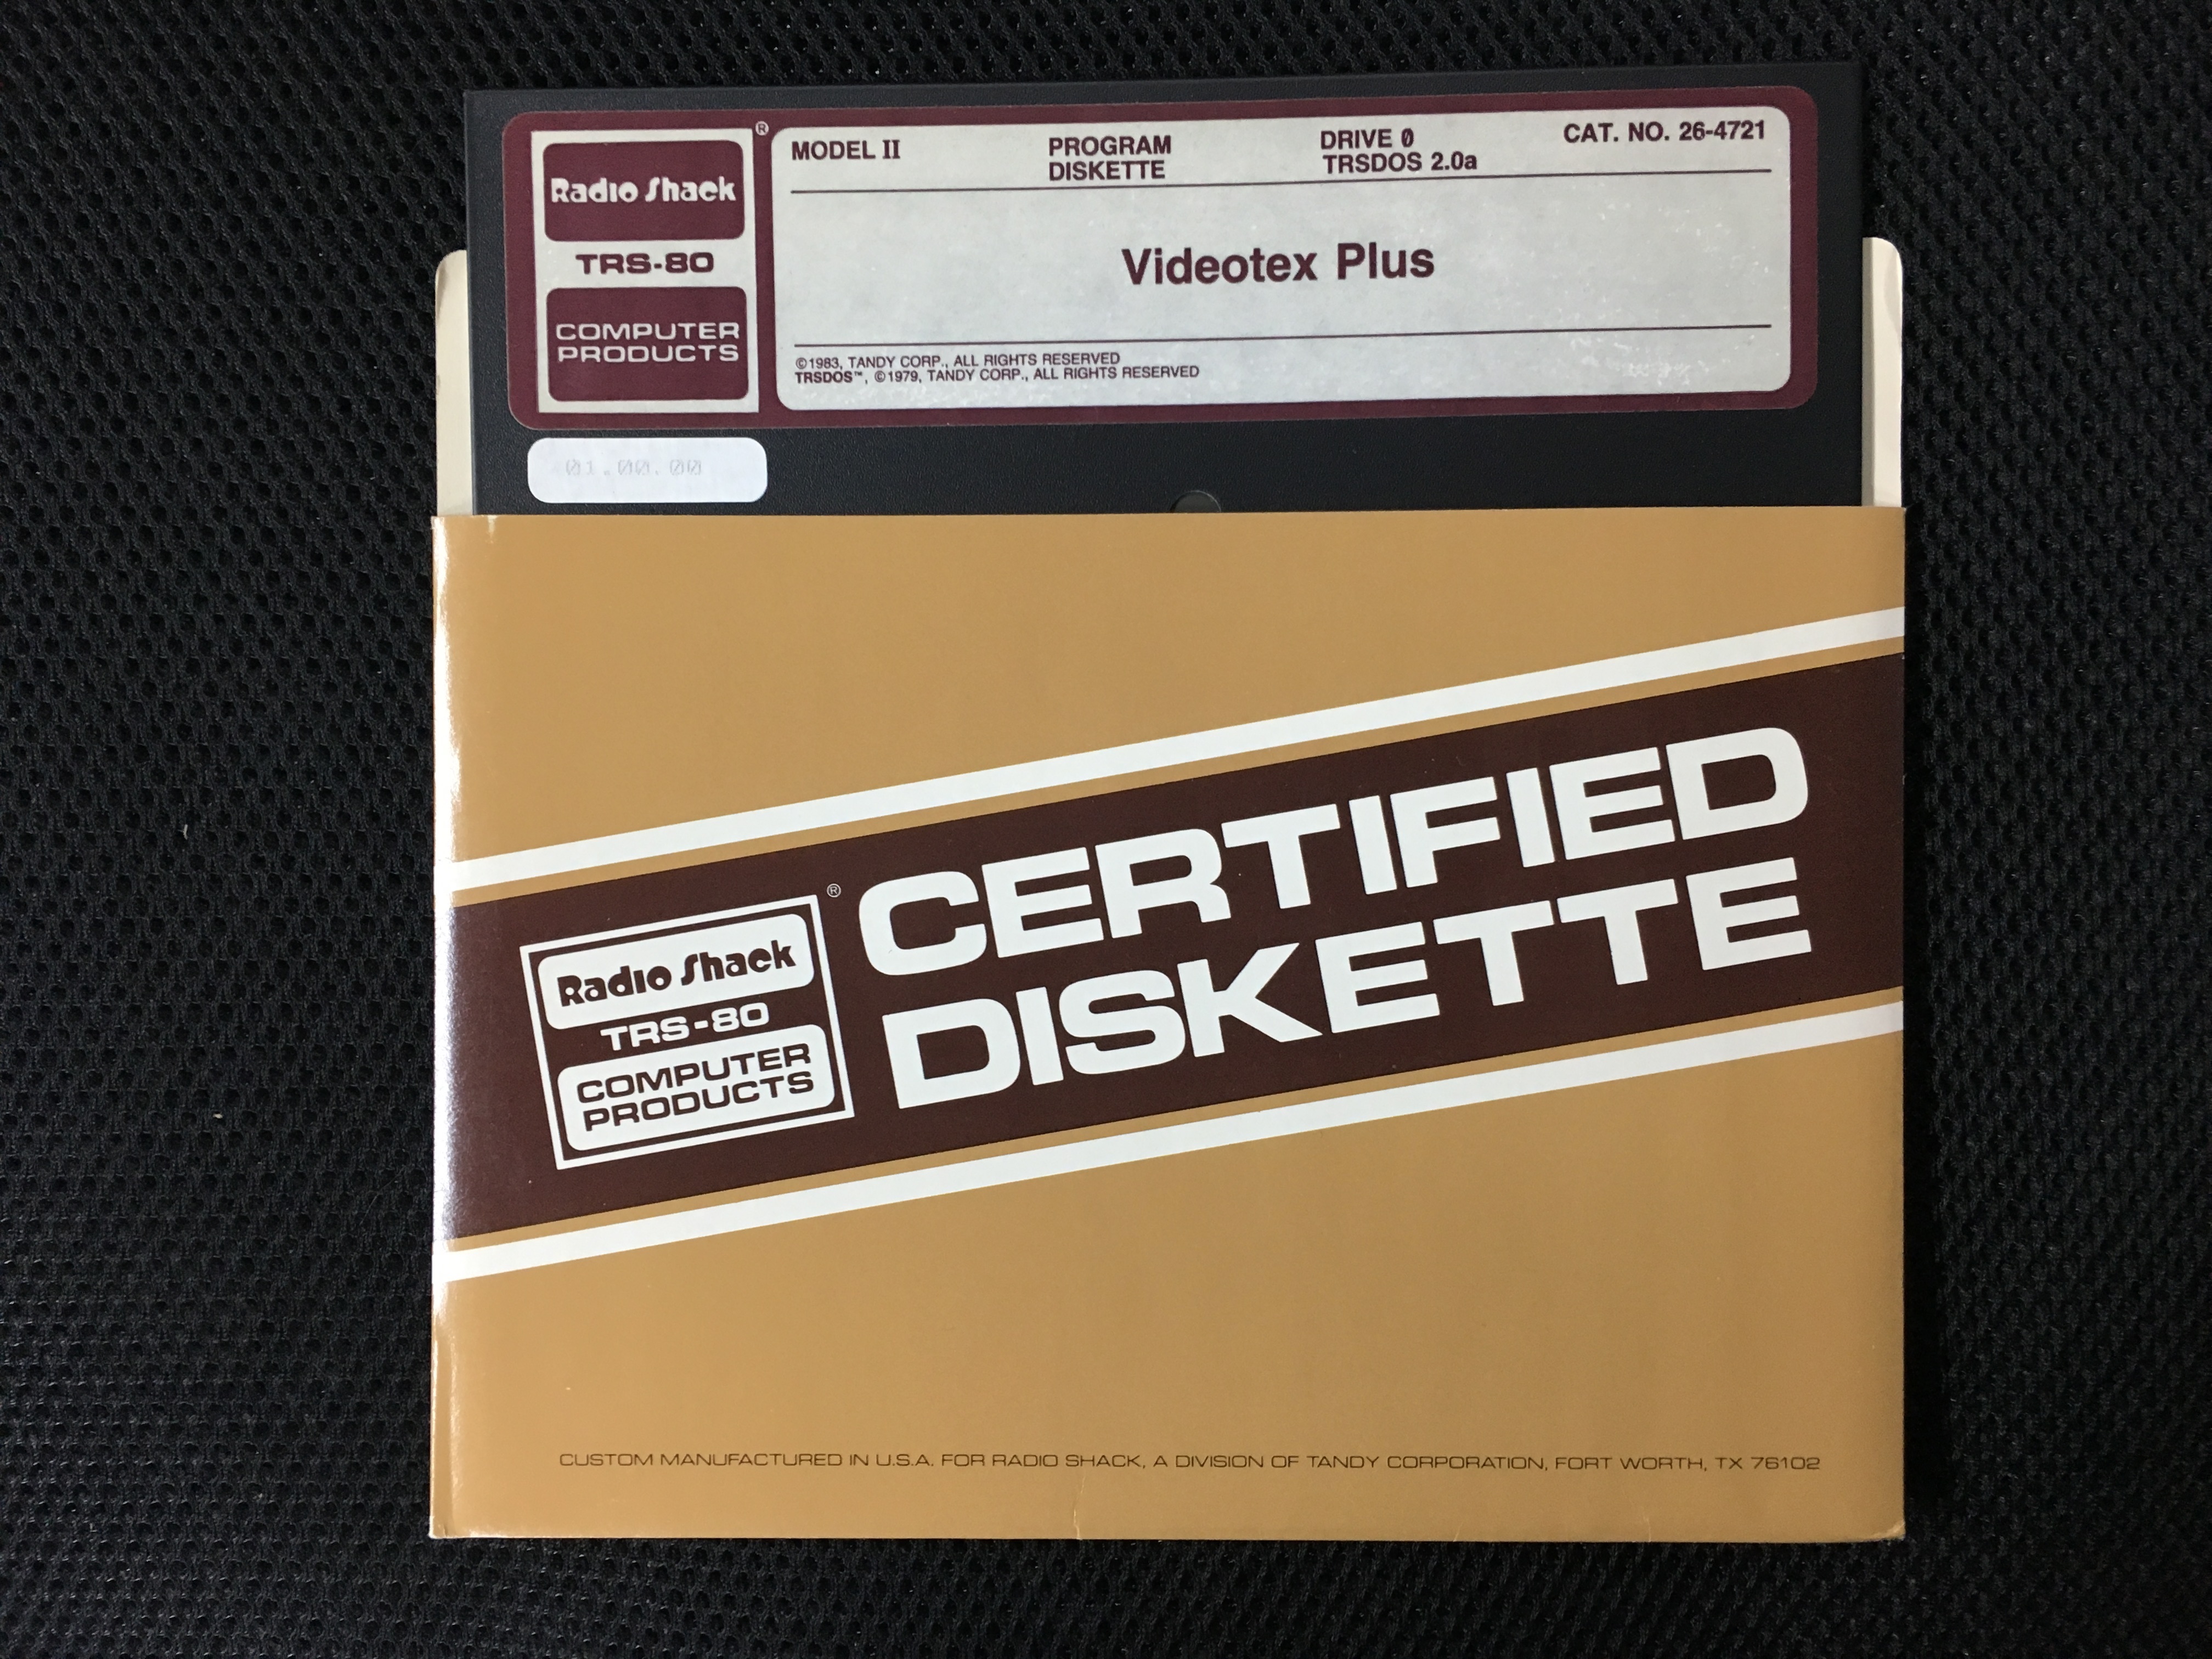 Radio Shack ®
TRS-80
COMPUTER
PRODUCTS
MODEL II
PROGRAM
DISKETTE
DRIVE 0
TRSDOS 2.0a
CAT. NO. 26-4721
Videotex Plus
©1983, TANDY CORP., ALL RIGHTS RESERVED
TRSDOS™, ©1979, TANDY CORP., ALL RIGHTS RESERVED
01.00.00
Radio Shack ®
TRS-80
COMPUTER
PRODUCTS
CERTIFIED
DISKETTE
CUSTOM MANUFACTURED IN U.S.A. FOR RADIO SHACK, A DIVISION OF TANDY CORPORATION, FORT WORTH, TX 76102